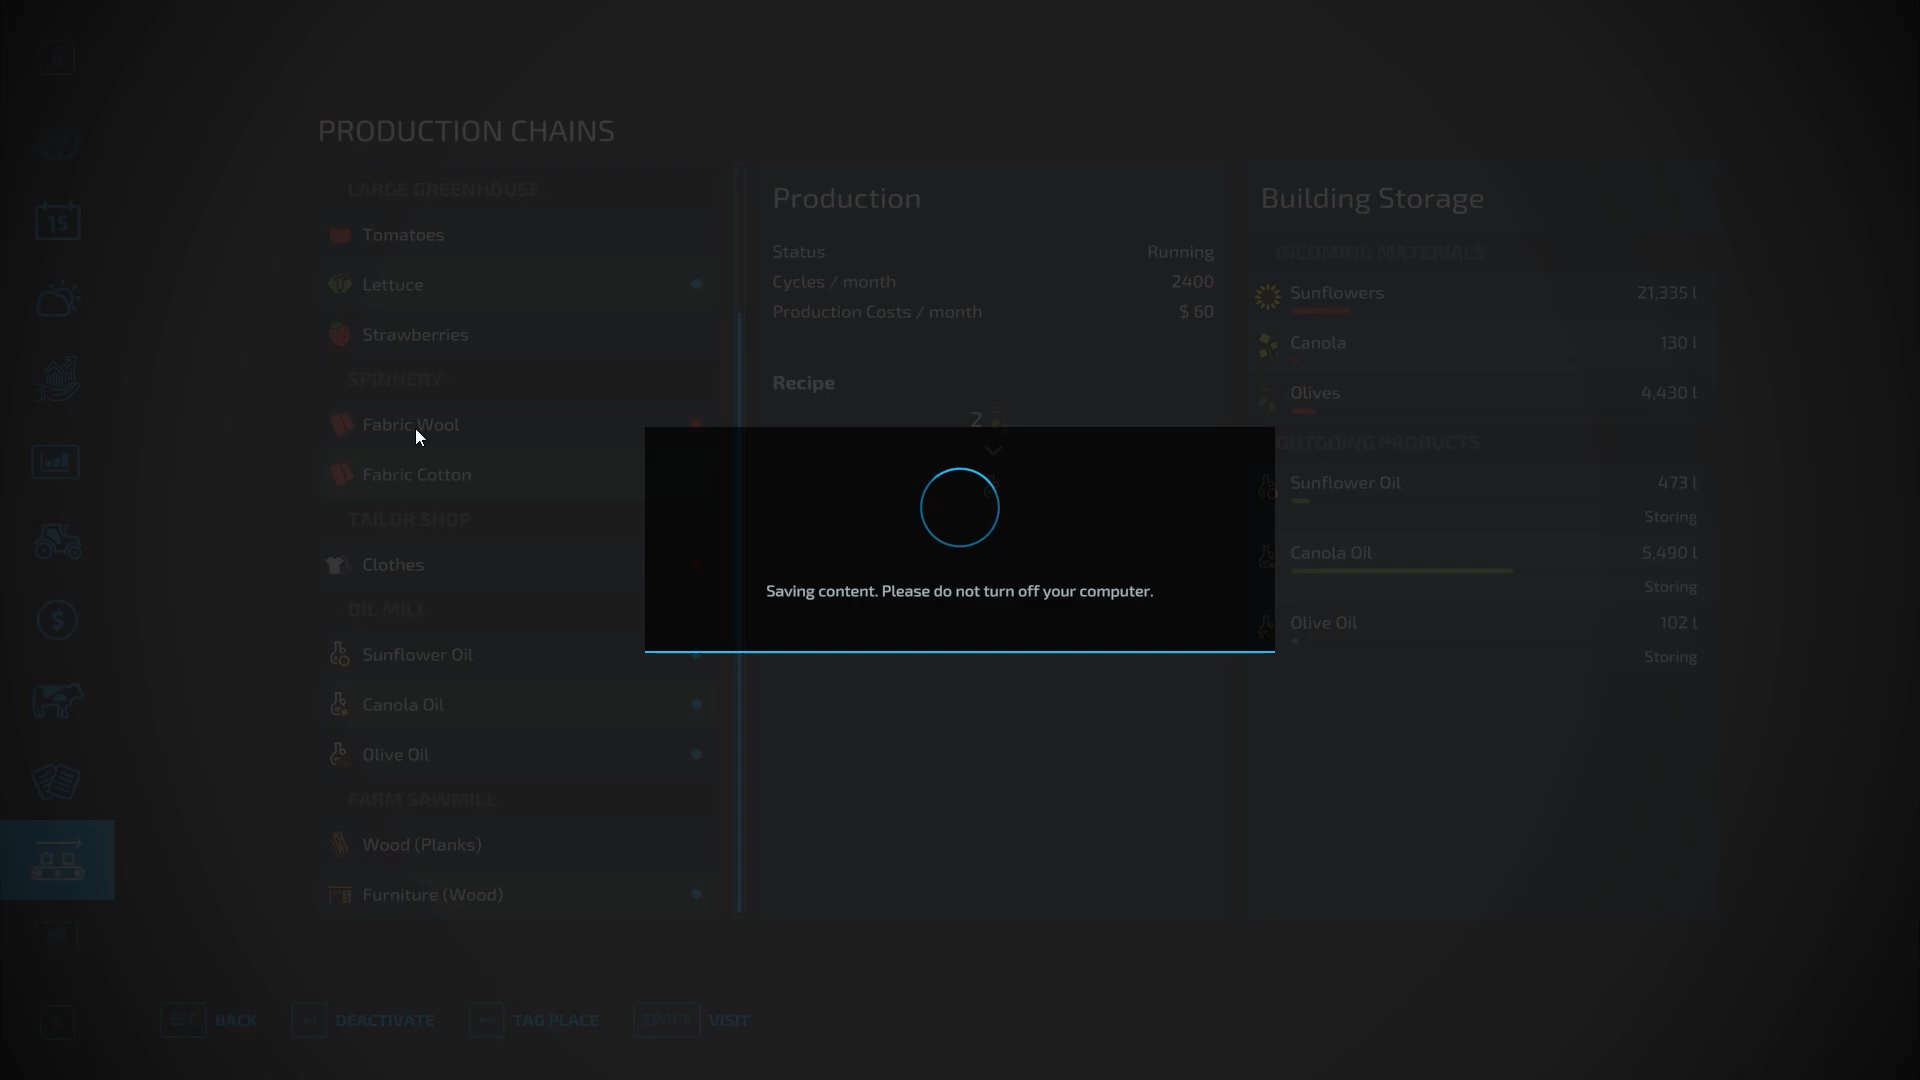 PRODUCTION CHAINS
LARGE GREENHOUSE
Tomatoes
Lettuce
Strawberries
SPINNERY
Fabric Wool
Fabric Cotton
TAILOR SHOP
Clothes
OIL MILL
Sunflower Oil
Canola Oil
Olive Oil
FARM SAWMILL
Wood (Planks)
Furniture (Wood)
15
$
Production
Status Running
Cycles / month 2400
Production Costs / month $ 60
Recipe
2
Saving content. Please do not turn off your computer.
Building Storage
INCOMING MATERIALS
Sunflowers 21,335 l
Canola 130 l
Olives 4,430 l
OUTGOING PRODUCTS
Sunflower Oil 473 l
Storing
Canola Oil 5,490 l
Storing
Olive Oil 102 l
Storing
ESC BACK DEACTIVATE TAG PLACE SPACE VISIT